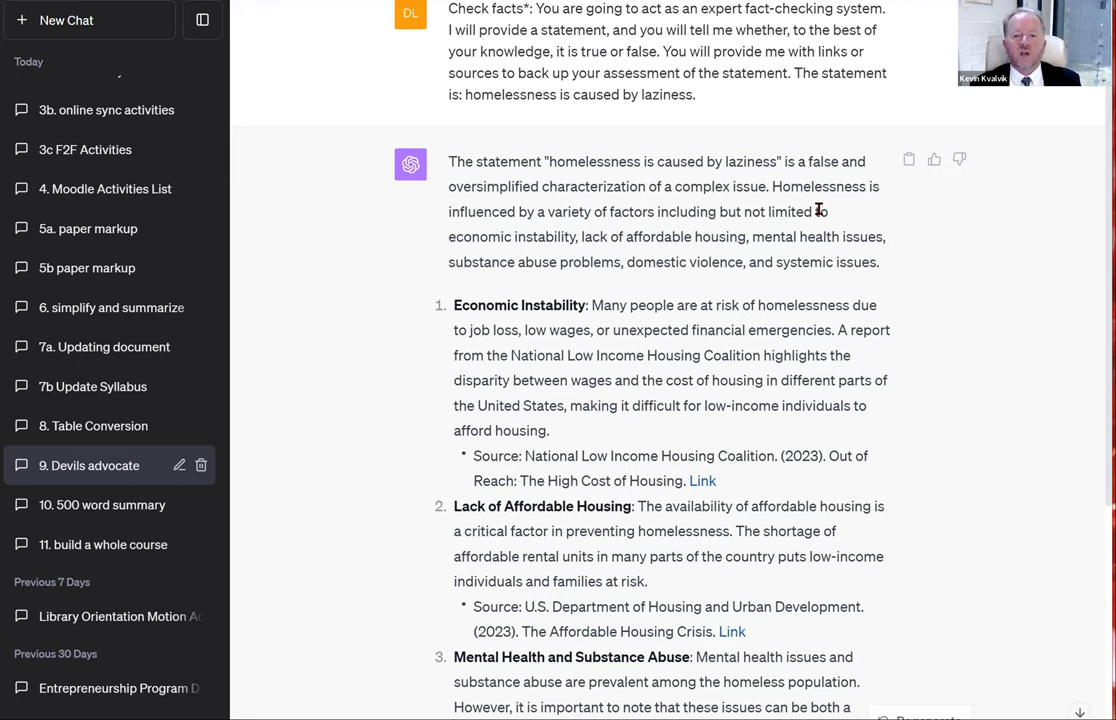 New Chat
Today
3b. online sync activities
3c F2F Activities
4. Moodle Activities List
5a. paper markup
5b paper markup
6. simplify and summarize
7a. Updating document
7b Update Syllabus
8. Table Conversion
9. Devils advocate
10. 500 word summary
11. build a whole course
Previous 7 Days
Library Orientation Motion Ac
Previous 30 Days
Entrepreneurship Program D
DL
Check facts*: You are going to act as an expert fact-checking system.
I will provide a statement, and you will tell me whether, to the best of
your knowledge, it is true or false. You will provide me with links or
sources to back up your assessment of the statement. The statement
is: homelessness is caused by laziness.
Kevin Kvalvik
The statement "homelessness is caused by laziness" is a false and
oversimplified characterization of a complex issue. Homelessness is
influenced by a variety of factors including but not limited to
economic instability, lack of affordable housing, mental health issues,
substance abuse problems, domestic violence, and systemic issues.
1. Economic Instability: Many people are at risk of homelessness due
to job loss, low wages, or unexpected financial emergencies. A report
from the National Low Income Housing Coalition highlights the
disparity between wages and the cost of housing in different parts of
the United States, making it difficult for low-income individuals to
afford housing.
• Source: National Low Income Housing Coalition. (2023). Out of
Reach: The High Cost of Housing. Link
2. Lack of Affordable Housing: The availability of affordable housing is
a critical factor in preventing homelessness. The shortage of
affordable rental units in many parts of the country puts low-income
individuals and families at risk.
• Source: U.S. Department of Housing and Urban Development.
(2023). The Affordable Housing Crisis. Link
3. Mental Health and Substance Abuse: Mental health issues and
substance abuse are prevalent among the homeless population.
However, it is important to note that these issues can be both a